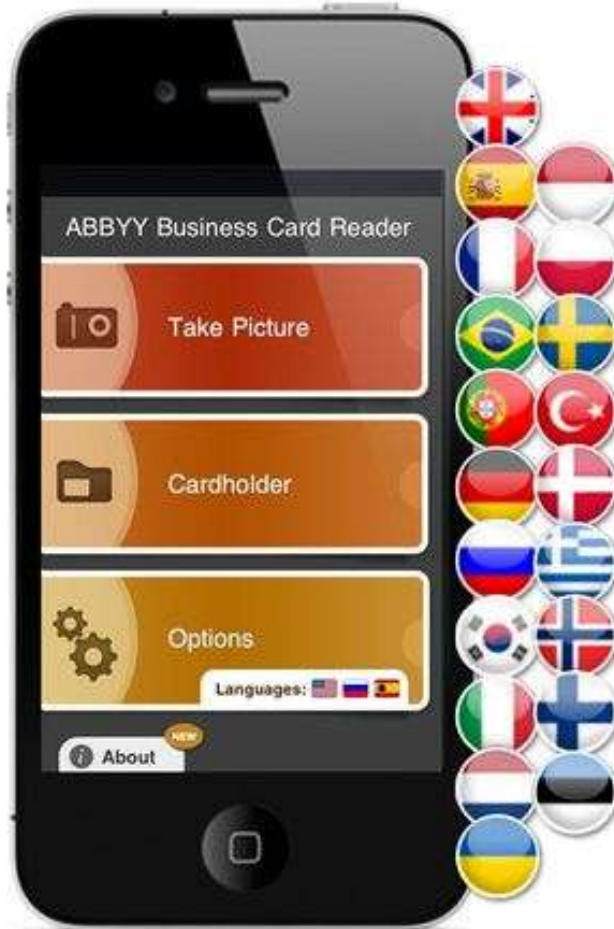 ABBYY Business Card Reader
Take Picture
Cardholder
Options
Languages:
NEW
About